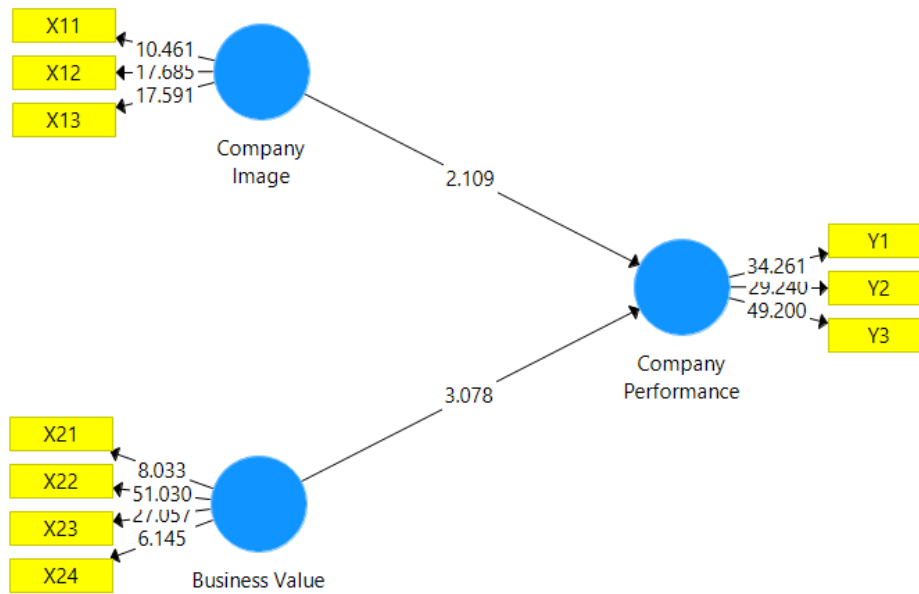 X11
10.461
X12
17.685
X13
17.591
Company
Image
2.109
Y1
34.261
Y2
29.240
Y3
49.200
Company
Performance
3.078
X21
8.033
X22
51.030
X23
27.057
X24
6.145
Business Value